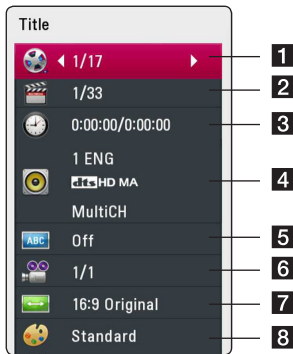 Title
1/17 1
1/33 2
0:00:00/0:00:00 3
1 ENG
dts HD MA 4
MultiCH
ABC Off 5
1/1 6
16:9 Original 7
Standard 8